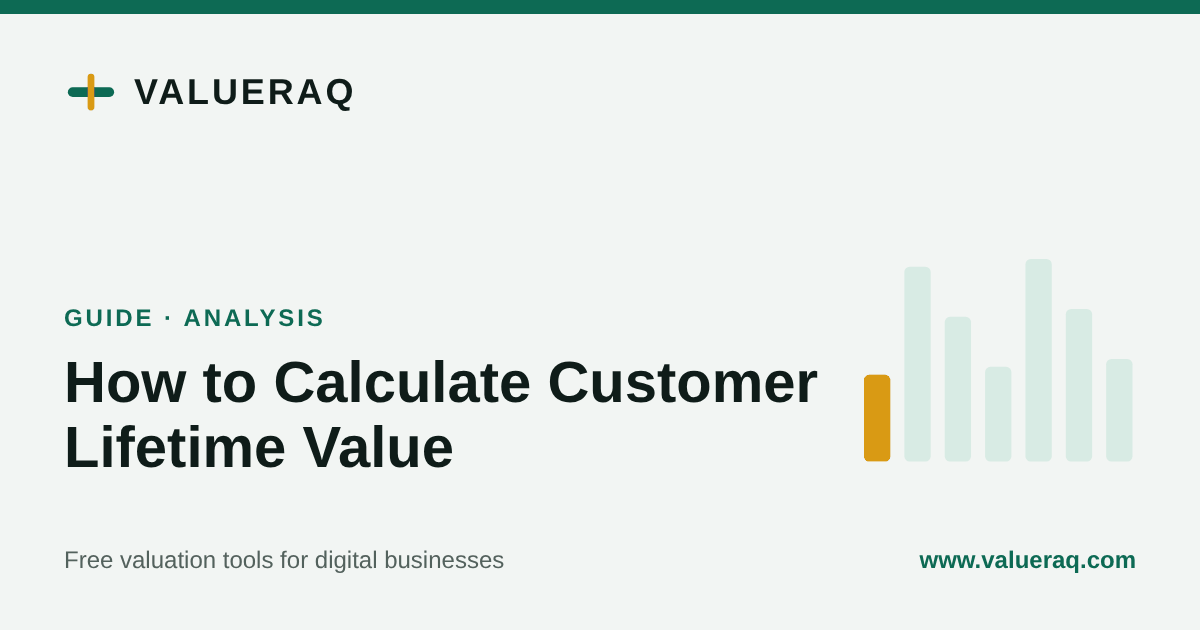 VALUERAQ
GUIDE · ANALYSIS
How to Calculate Customer
Lifetime Value
Free valuation tools for digital businesses
www.valueraq.com